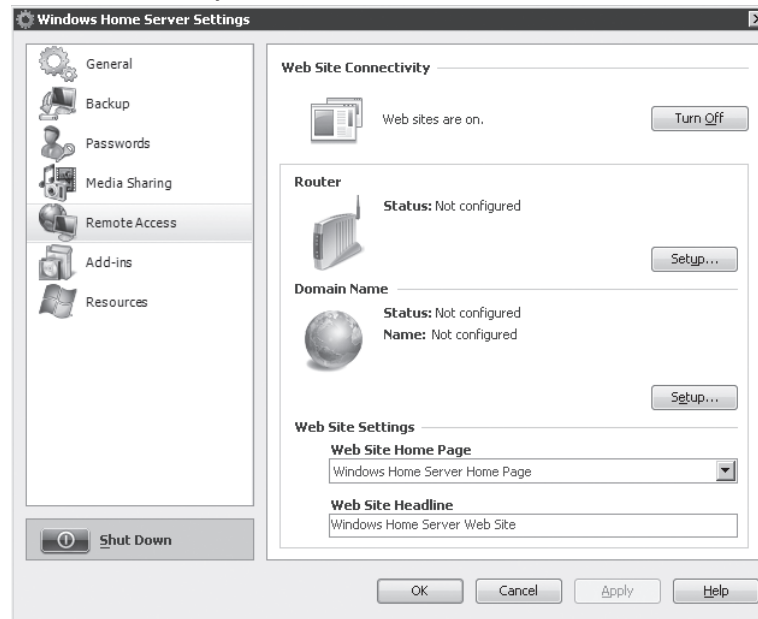 Windows Home Server Settings
General
Backup
Passwords
Media Sharing
Remote Access
Add-ins
Resources
Shut Down
Web Site Connectivity
Web sites are on.
Turn Off
Router
Status: Not configured
Setup...
Domain Name
Status: Not configured
Name: Not configured
Setup...
Web Site Settings
Web Site Home Page
Windows Home Server Home Page
Web Site Headline
Windows Home Server Web Site
OK
Cancel
Apply
Help